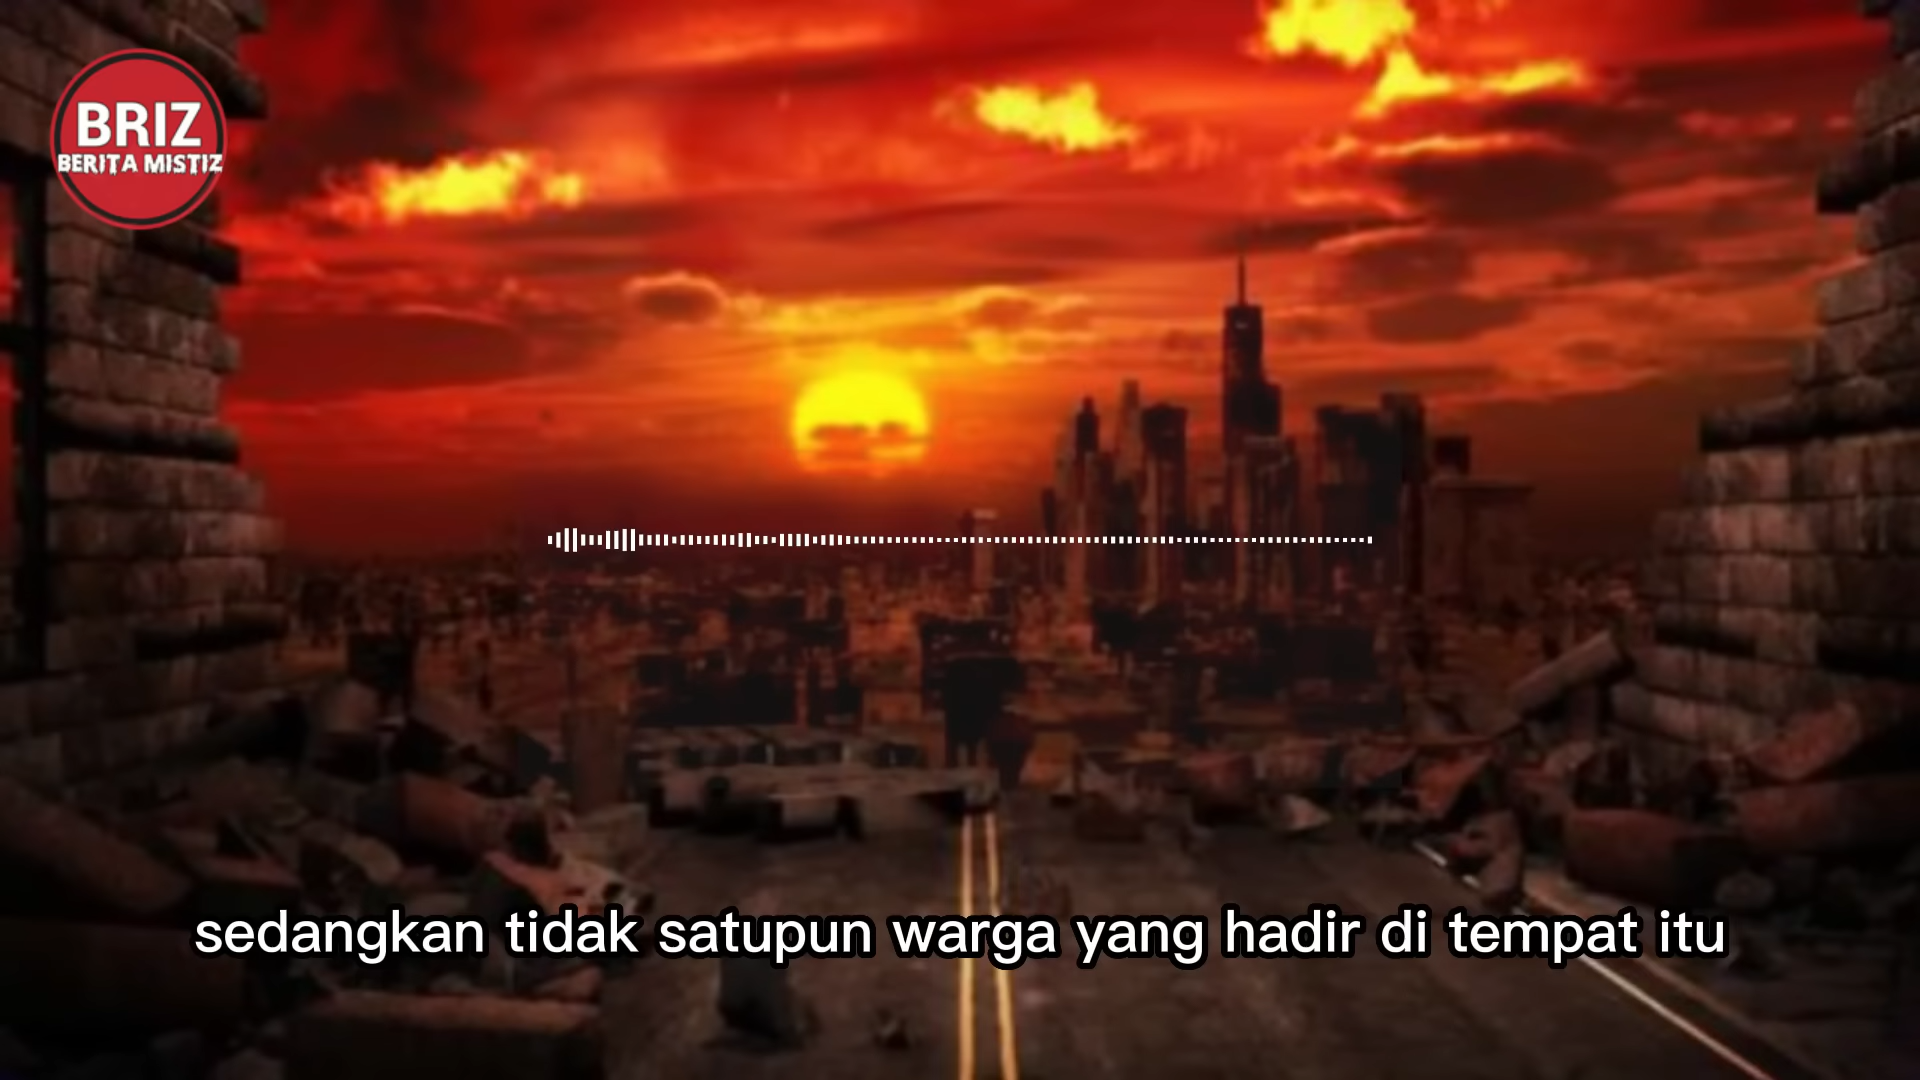 BRIZ
BERITA MISTIZ
sedangkan tidak satupun warga yang hadir di tempat itu